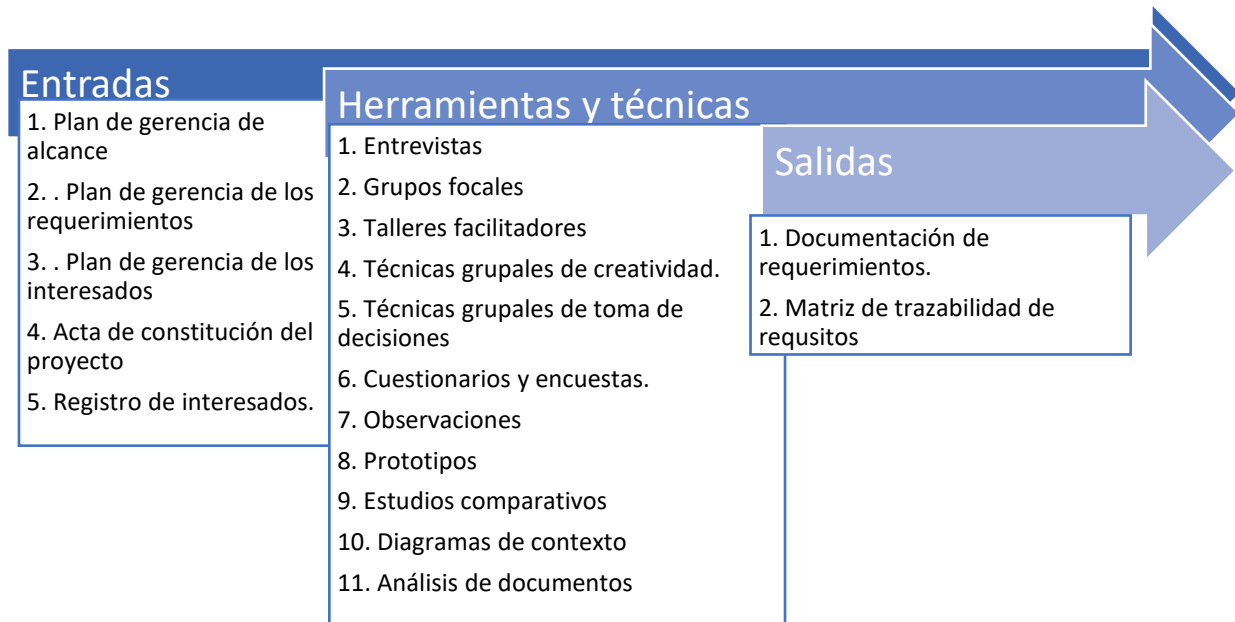 Entradas
1. Plan de gerencia de
alcance
2. . Plan de gerencia de los
requerimientos
3. . Plan de gerencia de los
interesados
4. Acta de constitución del
proyecto
5. Registro de interesados.
Herramientas y técnicas
1. Entrevistas
2. Grupos focales
3. Talleres facilitadores
4. Técnicas grupales de creatividad.
5. Técnicas grupales de toma de
decisiones
6. Cuestionarios y encuestas.
7. Observaciones
8. Prototipos
9. Estudios comparativos
10. Diagramas de contexto
11. Análisis de documentos
Salidas
1. Documentación de
requerimientos.
2. Matriz de trazabilidad de
requsitos